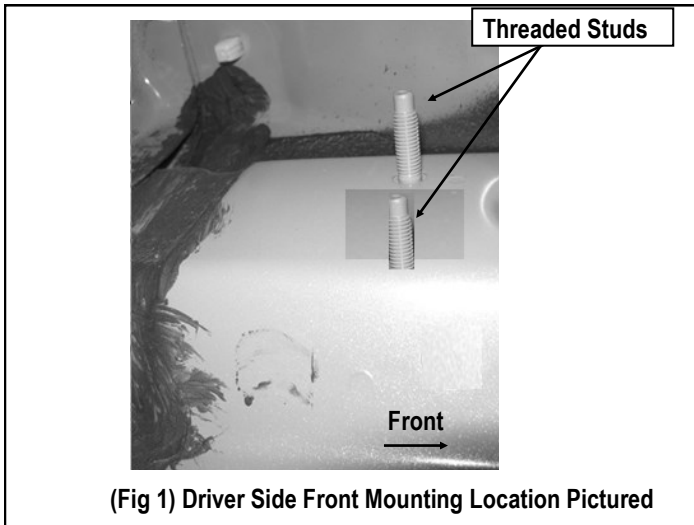 Threaded Studs
Front
(Fig 1) Driver Side Front Mounting Location Pictured